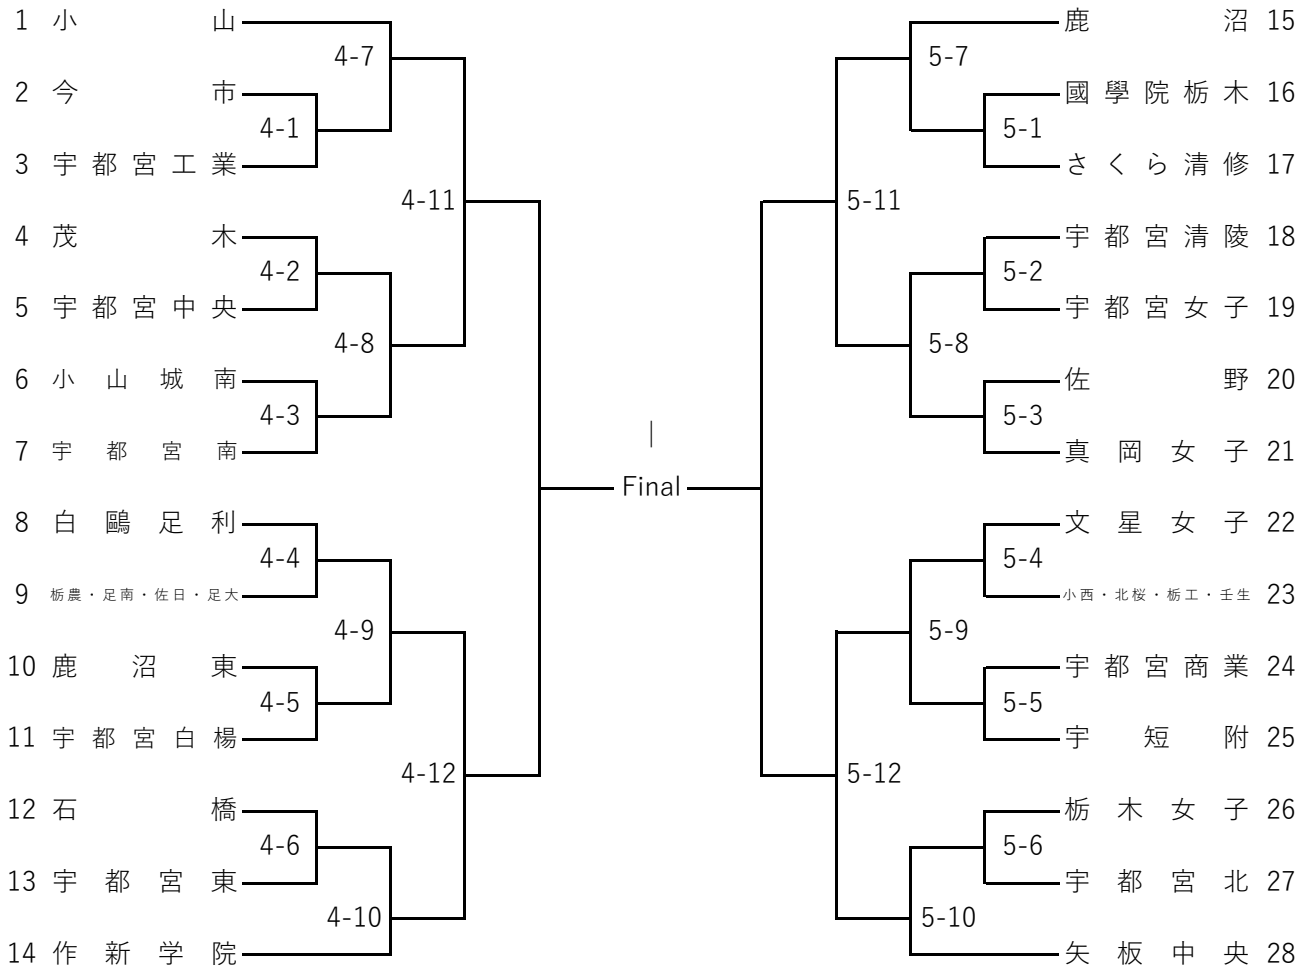 1 小山
4-7
2 今市
4-1
3 宇都宮工業
4-11
4 茂木
4-2
5 宇都宮中央
4-8
6 小山城南
4-3
7 宇都宮南
8 白鷗足利
4-4
9 栃農・足南・佐日・足大
4-9
10 鹿沼東
4-5
11 宇都宮白楊
4-12
12 石橋
4-6
13 宇都宮東
4-10
14 作新学院
|
Final
鹿沼 15
5-7
國學院栃木 16
5-1
さくら清修 17
5-11
宇都宮清陵 18
5-2
宇都宮女子 19
5-8
佐野 20
5-3
真岡女子 21
文星女子 22
5-4
小西・北桜・栃工・壬生 23
5-9
宇都宮商業 24
5-5
宇短附 25
5-12
栃木女子 26
5-6
宇都宮北 27
5-10
矢板中央 28